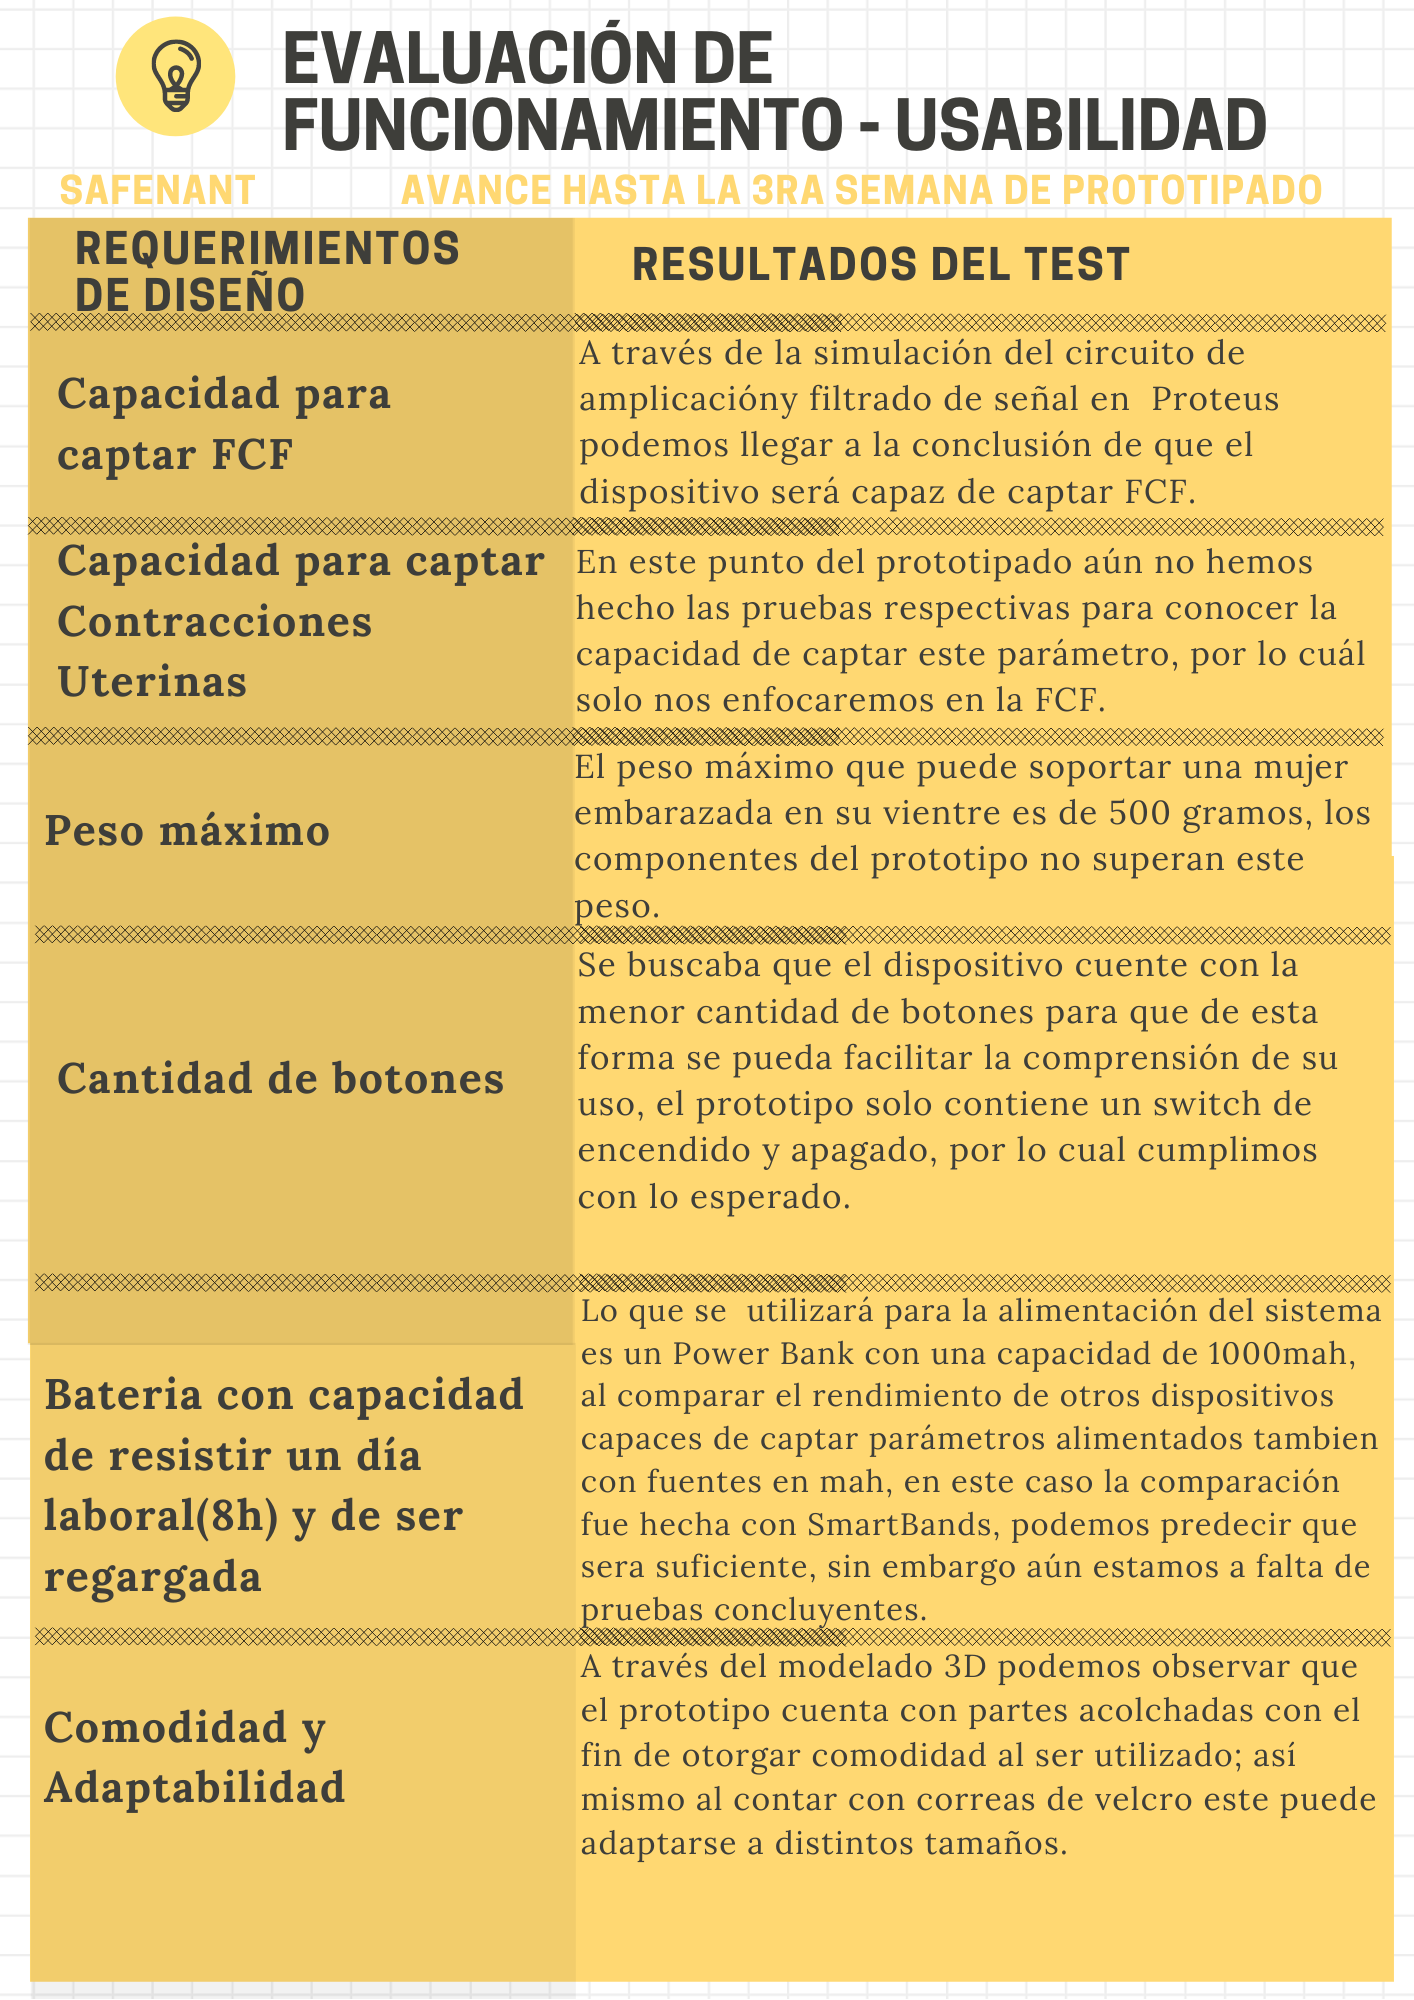 EVALUACIÓN DE
FUNCIONAMIENTO - USABILIDAD
SAFENANT
AVANCE HASTA LA 3RA SEMANA DE PROTOTIPADO
REQUERIMIENTOS
DE DISEÑO
RESULTADOS DEL TEST
Capacidad para
captar FCF
A través de la simulación del circuito de
amplicacióny filtrado de señal en  Proteus
podemos llegar a la conclusión de que el
dispositivo será capaz de captar FCF.
Capacidad para captar
Contracciones
Uterinas
En este punto del prototipado aún no hemos
hecho las pruebas respectivas para conocer la
capacidad de captar este parámetro, por lo cuál
solo nos enfocaremos en la FCF.
Peso máximo
El peso máximo que puede soportar una mujer
embarazada en su vientre es de 500 gramos, los
componentes del prototipo no superan este
peso.
Cantidad de botones
Se buscaba que el dispositivo cuente con la
menor cantidad de botones para que de esta
forma se pueda facilitar la comprensión de su
uso, el prototipo solo contiene un switch de
encendido y apagado, por lo cual cumplimos
con lo esperado.
Bateria con capacidad
de resistir un día
laboral(8h) y de ser
regargada
Lo que se  utilizará para la alimentación del sistema
es un Power Bank con una capacidad de 1000mah,
al comparar el rendimiento de otros dispositivos
capaces de captar parámetros alimentados tambien
con fuentes en mah, en este caso la comparación
fue hecha con SmartBands, podemos predecir que
sera suficiente, sin embargo aún estamos a falta de
pruebas concluyentes.
Comodidad y
Adaptabilidad
A través del modelado 3D podemos observar que
el prototipo cuenta con partes acolchadas con el
fin de otorgar comodidad al ser utilizado; así
mismo al contar con correas de velcro este puede
adaptarse a distintos tamaños.